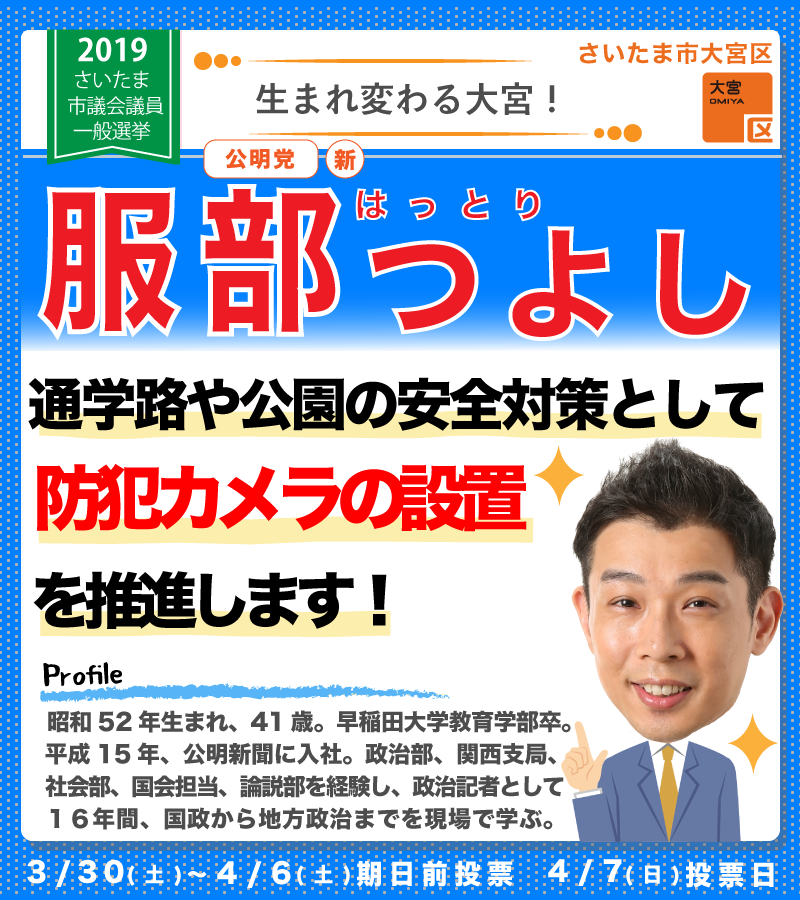 2019
さいたま
市議会議員
一般選挙
生まれ変わる大宮！
さいたま市大宮区
大宮
OMIYA
区
公明党 新
はっとり
服部つよし
通学路や公園の安全対策として
防犯カメラの設置
を推進します！
Profile
昭和52年生まれ、41歳。早稲田大学教育学部卒。
平成15年、公明新聞に入社。政治部、関西支局、
社会部、国会担当、論説部を経験し、政治記者として
１６年間、国政から地方政治までを現場で学ぶ。
3/30(土)～4/6(土)期日前投票 4/7(日)投票日